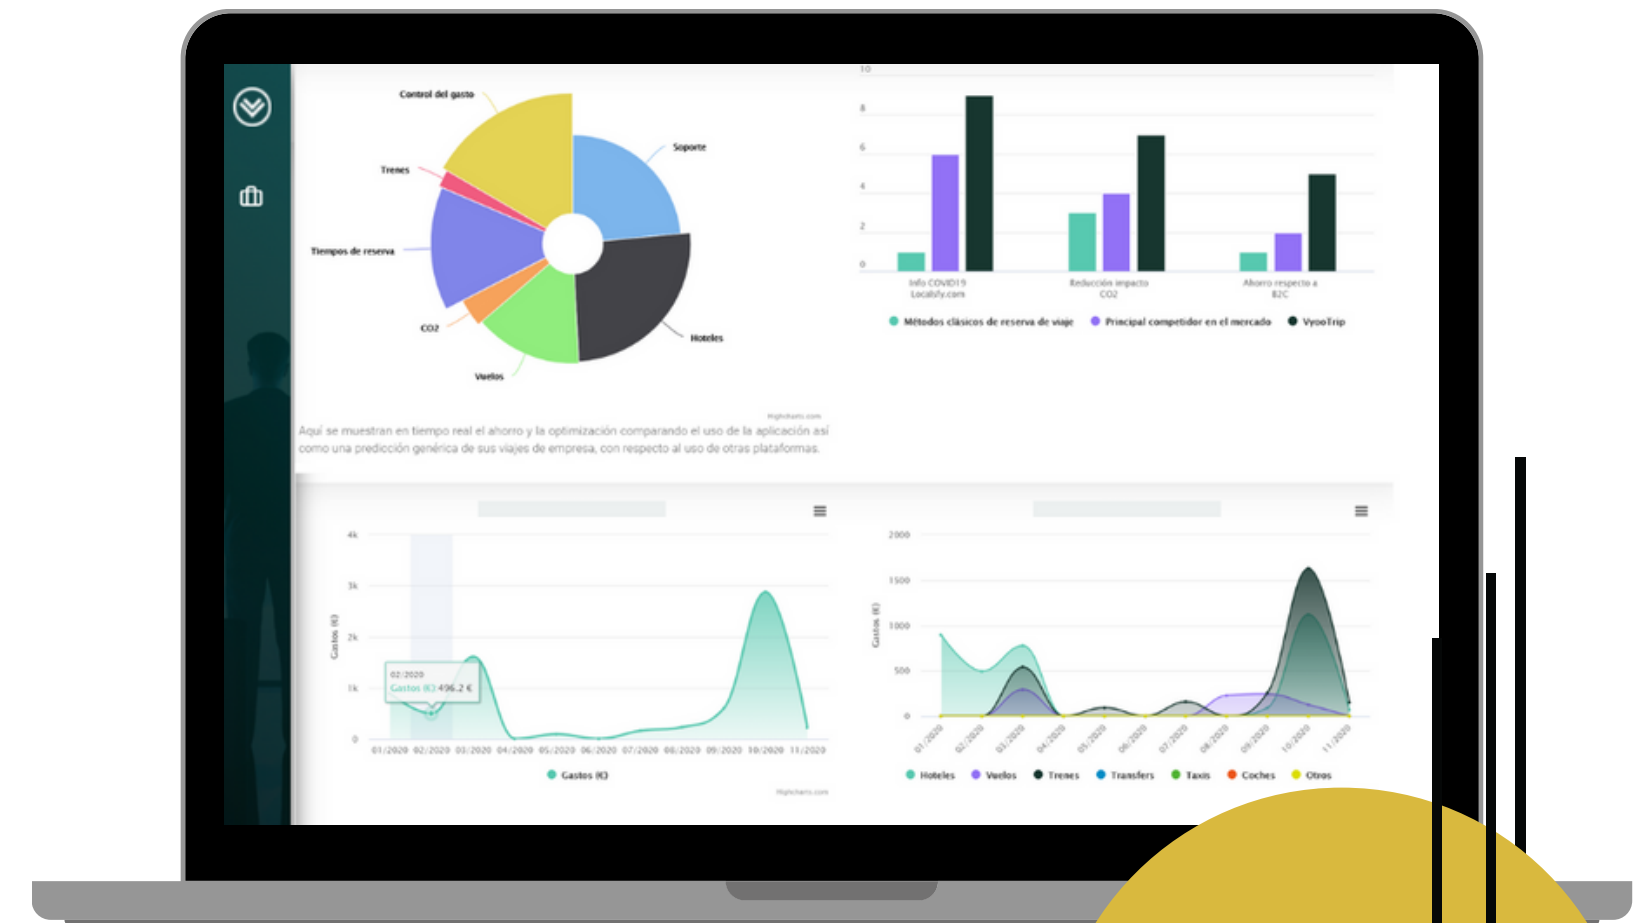 Control del gasto
Soporte
Trenes
Tiempos de reserva
CO2
Hoteles
Vuelos
Highcharts.com
Aquí se muestran en tiempo real el ahorro y la optimización comparando el uso de la aplicación así
como una predicción genérica de sus viajes de empresa, con respecto al uso de otras plataformas.
10
8
6
4
2
0
Info COVID19
Localsfy.com
Reducción impacto
CO2
Ahorro respecto a
B2C
Métodos clásicos de reserva de viaje Principal competidor en el mercado VyooTrip
4k
3k
2k
1k
0
Gastos (€)
02/2020
Gastos (€): 496.2 €
01/2020 02/2020 03/2020 04/2020 05/2020 06/2020 07/2020 08/2020 09/2020 10/2020 11/2020
Gastos (€)
Highcharts.com
2000
1500
1000
500
0
Gastos (€)
01/2020 02/2020 03/2020 04/2020 05/2020 06/2020 07/2020 08/2020 09/2020 10/2020 11/2020
Hoteles Vuelos Trenes Transfers Taxis Coches Otros